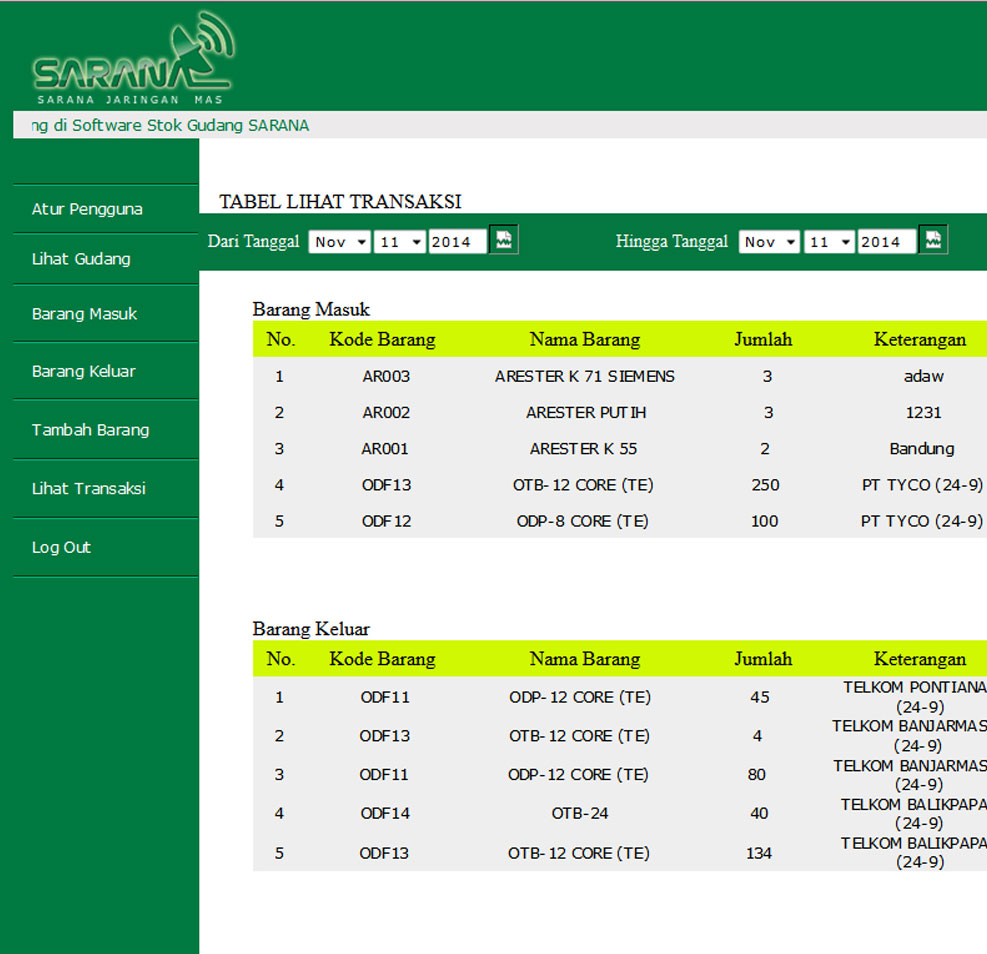 SARANA
SARANA JARINGAN MAS
ng di Software Stok Gudang SARANA
Atur Pengguna
Lihat Gudang
Barang Masuk
Barang Keluar
Tambah Barang
Lihat Transaksi
Log Out
TABEL LIHAT TRANSAKSI
Dari Tanggal Nov 11 2014 Hingga Tanggal Nov 11 2014
Barang Masuk
No. Kode Barang Nama Barang Jumlah Keterangan
1 AR003 ARESTER K 71 SIEMENS 3 adaw
2 AR002 ARESTER PUTIH 3 1231
3 AR001 ARESTER K 55 2 Bandung
4 ODF13 OTB-12 CORE (TE) 250 PT TYCO (24-9)
5 ODF12 ODP-8 CORE (TE) 100 PT TYCO (24-9)
Barang Keluar
No. Kode Barang Nama Barang Jumlah Keterangan
1 ODF11 ODP-12 CORE (TE) 45 TELKOM PONTIANA
(24-9)
2 ODF13 OTB-12 CORE (TE) 4 TELKOM BANJARMAS
(24-9)
3 ODF11 ODP-12 CORE (TE) 80 TELKOM BANJARMAS
(24-9)
4 ODF14 OTB-24 40 TELKOM BALIKPAPA
(24-9)
5 ODF13 OTB-12 CORE (TE) 134 TELKOM BALIKPAPA
(24-9)